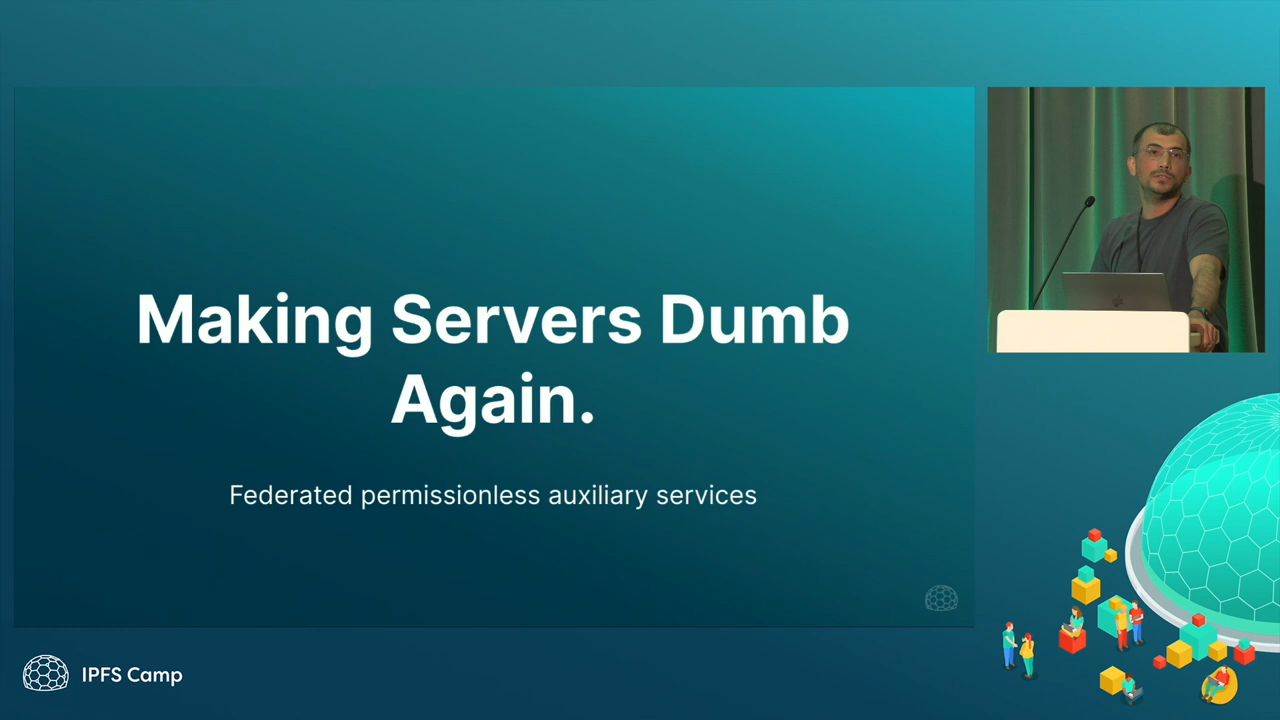 Making Servers Dumb
Again.
Federated permissionless auxiliary services
IPFS Camp